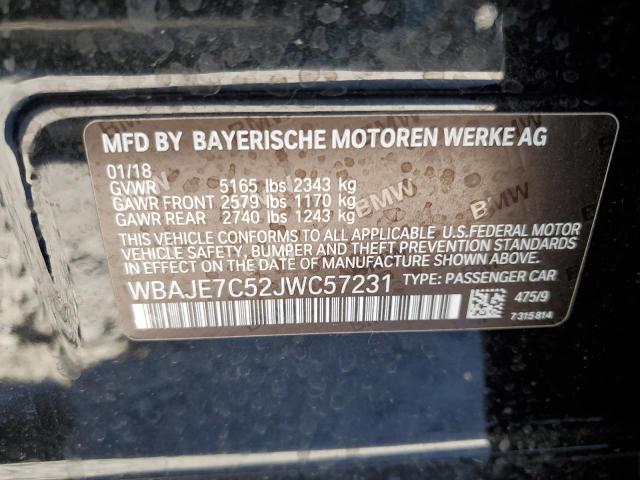 MFD BY BAYERISCHE MOTOREN WERKE AG
01/18
GVWR 5165 lbs 2343 kg
GAWR FRONT 2579 lbs 1170 kg
GAWR REAR 2740 lbs 1243 kg
THIS VEHICLE CONFORMS TO ALL APPLICABLE U.S.FEDERAL MOTOR
VEHICLE SAFETY, BUMPER AND THEFT PREVENTION STANDARDS
IN EFFECT ON THE DATE OF MANUFACTURE SHOWN ABOVE.
WBAJE7C52JWC57231 TYPE: PASSENGER CAR
475/9
7315814
BMW
BMW
BMW